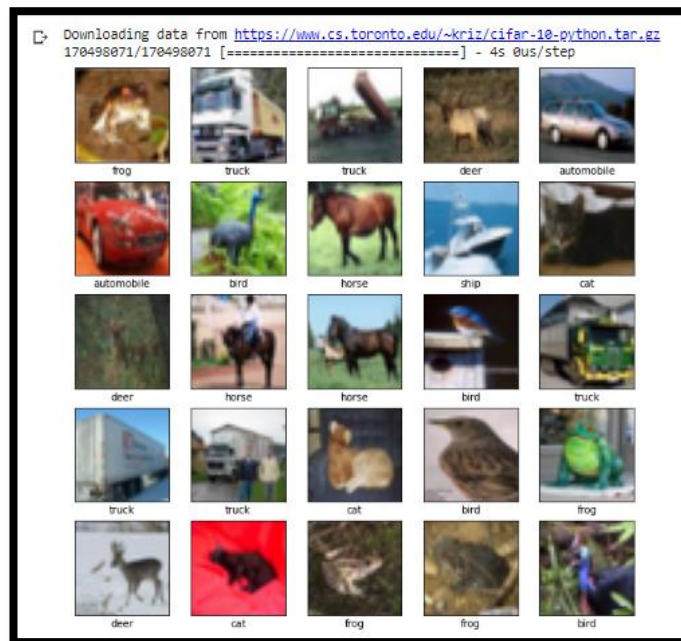 Downloading data from https://www.cs.toronto.edu/~kriz/cifar-10-python.tar.gz
170498071/170498071 [==============================] - 4s 0us/step
frog truck truck deer automobile
automobile bird horse ship cat
deer horse horse bird truck
truck truck cat bird frog
deer cat frog frog bird